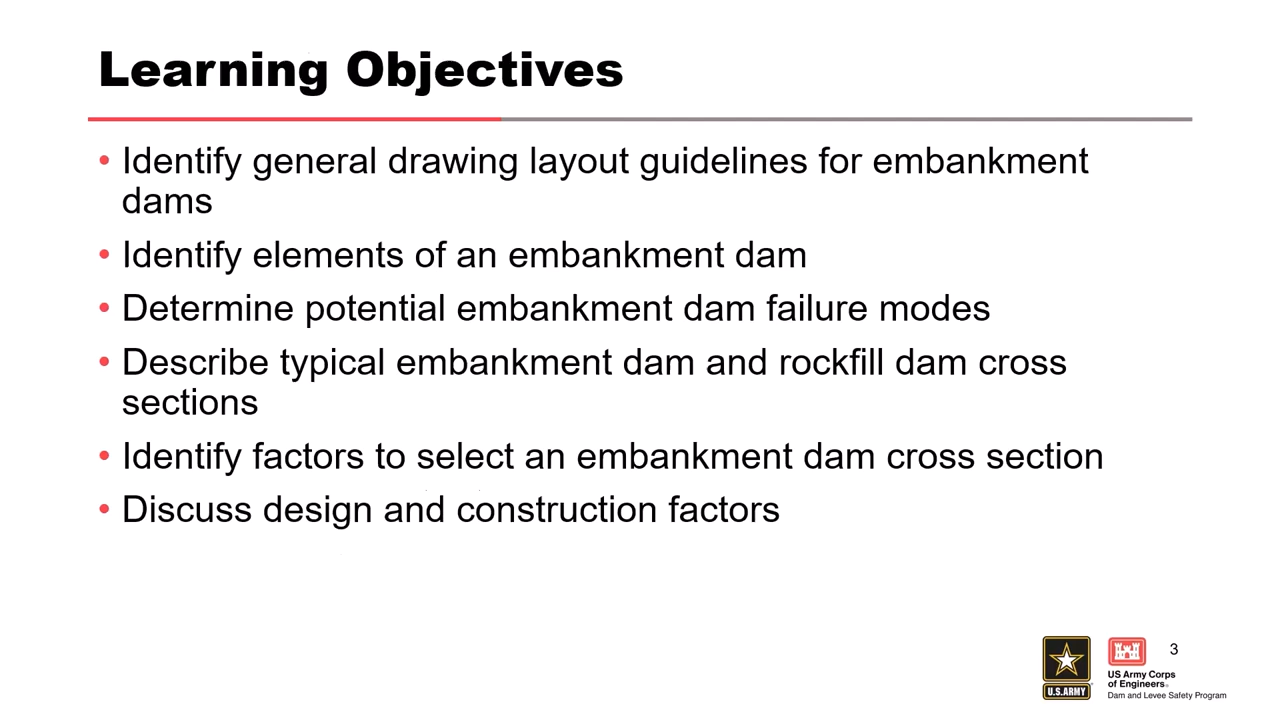 Learning Objectives
• Identify general drawing layout guidelines for embankment
dams
• Identify elements of an embankment dam
• Determine potential embankment dam failure modes
• Describe typical embankment dam and rockfill dam cross
sections
• Identify factors to select an embankment dam cross section
• Discuss design and construction factors
3
U.S.ARMY
US Army Corps
of Engineers®
Dam and Levee Safety Program